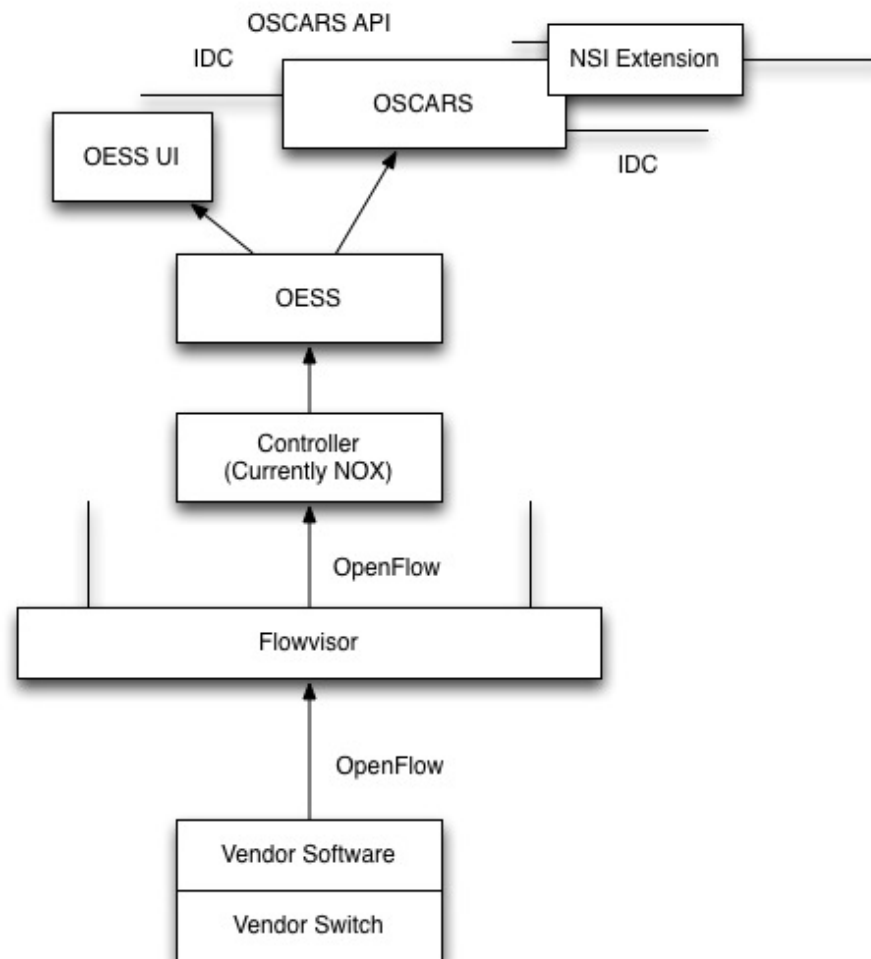 OSCARS API
IDC
NSI Extension
OSCARS
OESS UI
IDC
OESS
Controller
(Currently NOX)
OpenFlow
Flowvisor
OpenFlow
Vendor Software
Vendor Switch